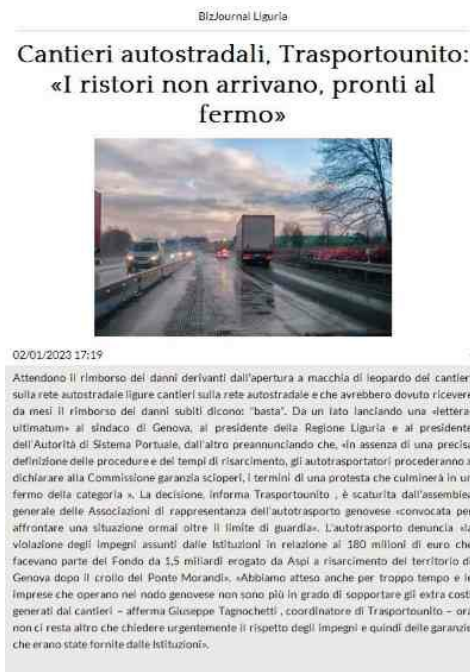 BizJournal Liguria
Cantieri autostradali, Trasportounito:
«I ristori non arrivano, pronti al
fermo»
02/01/2023 17:19
Attendono il rimborso dei danni derivanti dall'apertura a macchia di leopardo dei cantieri
sulla rete autostradale ligure cantieri sulla rete autostradale e che avrebbero dovuto ricevere
da mesi il rimborso dei danni subiti dicono: "basta". Da un lato lanciando una «lettera-
ultimatum» al sindaco di Genova, al presidente della Regione Liguria e al presidente
dell'Autorità di Sistema Portuale, dall'altro preannunciando che, «in assenza di una precisa
definizione delle procedure e dei tempi di risarcimento, gli autotrasportatori procederanno a
dichiarare alla Commissione garanzia scioperi, i termini di una protesta che culminerà in un
fermo della categoria ». La decisione, informa Trasportounito , è scaturita dall'assemblea
generale delle Associazioni di rappresentanza dell'autotrasporto genovese «convocata per
affrontare una situazione ormai oltre il limite di guardia». L'autotrasporto denuncia «la
violazione degli impegni assunti dalle Istituzioni in relazione ai 180 milioni di euro che
facevano parte del Fondo da 1,5 miliardi erogato da Aspi a risarcimento del territorio di
Genova dopo il crollo del Ponte Morandi». «Abbiamo atteso anche per troppo tempo e le
imprese che operano nel nodo genovese non sono più in grado di sopportare gli extra costi
generati dai cantieri – afferma Giuseppe Tagnochetti , coordinatore di Trasportounito – ora
non ci resta altro che chiedere urgentemente il rispetto degli impegni e quindi delle garanzie
che erano state fornite dalle Istituzioni».